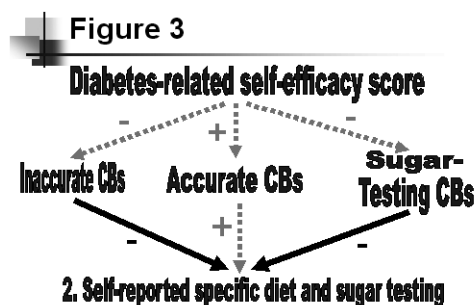 Figure 3
Diabetes-related self-efficacy score
- + -
Inaccurate CBs Accurate CBs Sugar-
Testing CBs
- + -
2. Self-reported specific diet and sugar testing